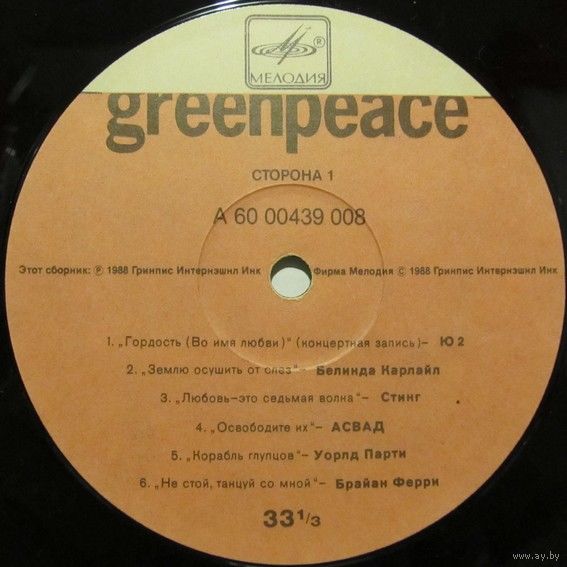 ®
МЕЛОДИЯ
greenpeace
СТОРОНА 1
А 60 00439 008
Этот сборник: Ⓟ 1988 Гринпис Интернэшнл Инк Фирма Мелодия © 1988 Гринпис Интернэшнл Инк
1. „Гордость (Во имя любви)“ (концертная запись)– Ю 2
2. „Землю осушить от слез“– Белинда Карлайл
3. „Любовь–это седьмая волна“– Стинг
4. „Освободите их“– АСВАД
5. „Корабль глупцов“– Уорлд Парти
6. „Не стой, танцуй со мной“– Брайан Ферри
33 1/3
www.ay.by